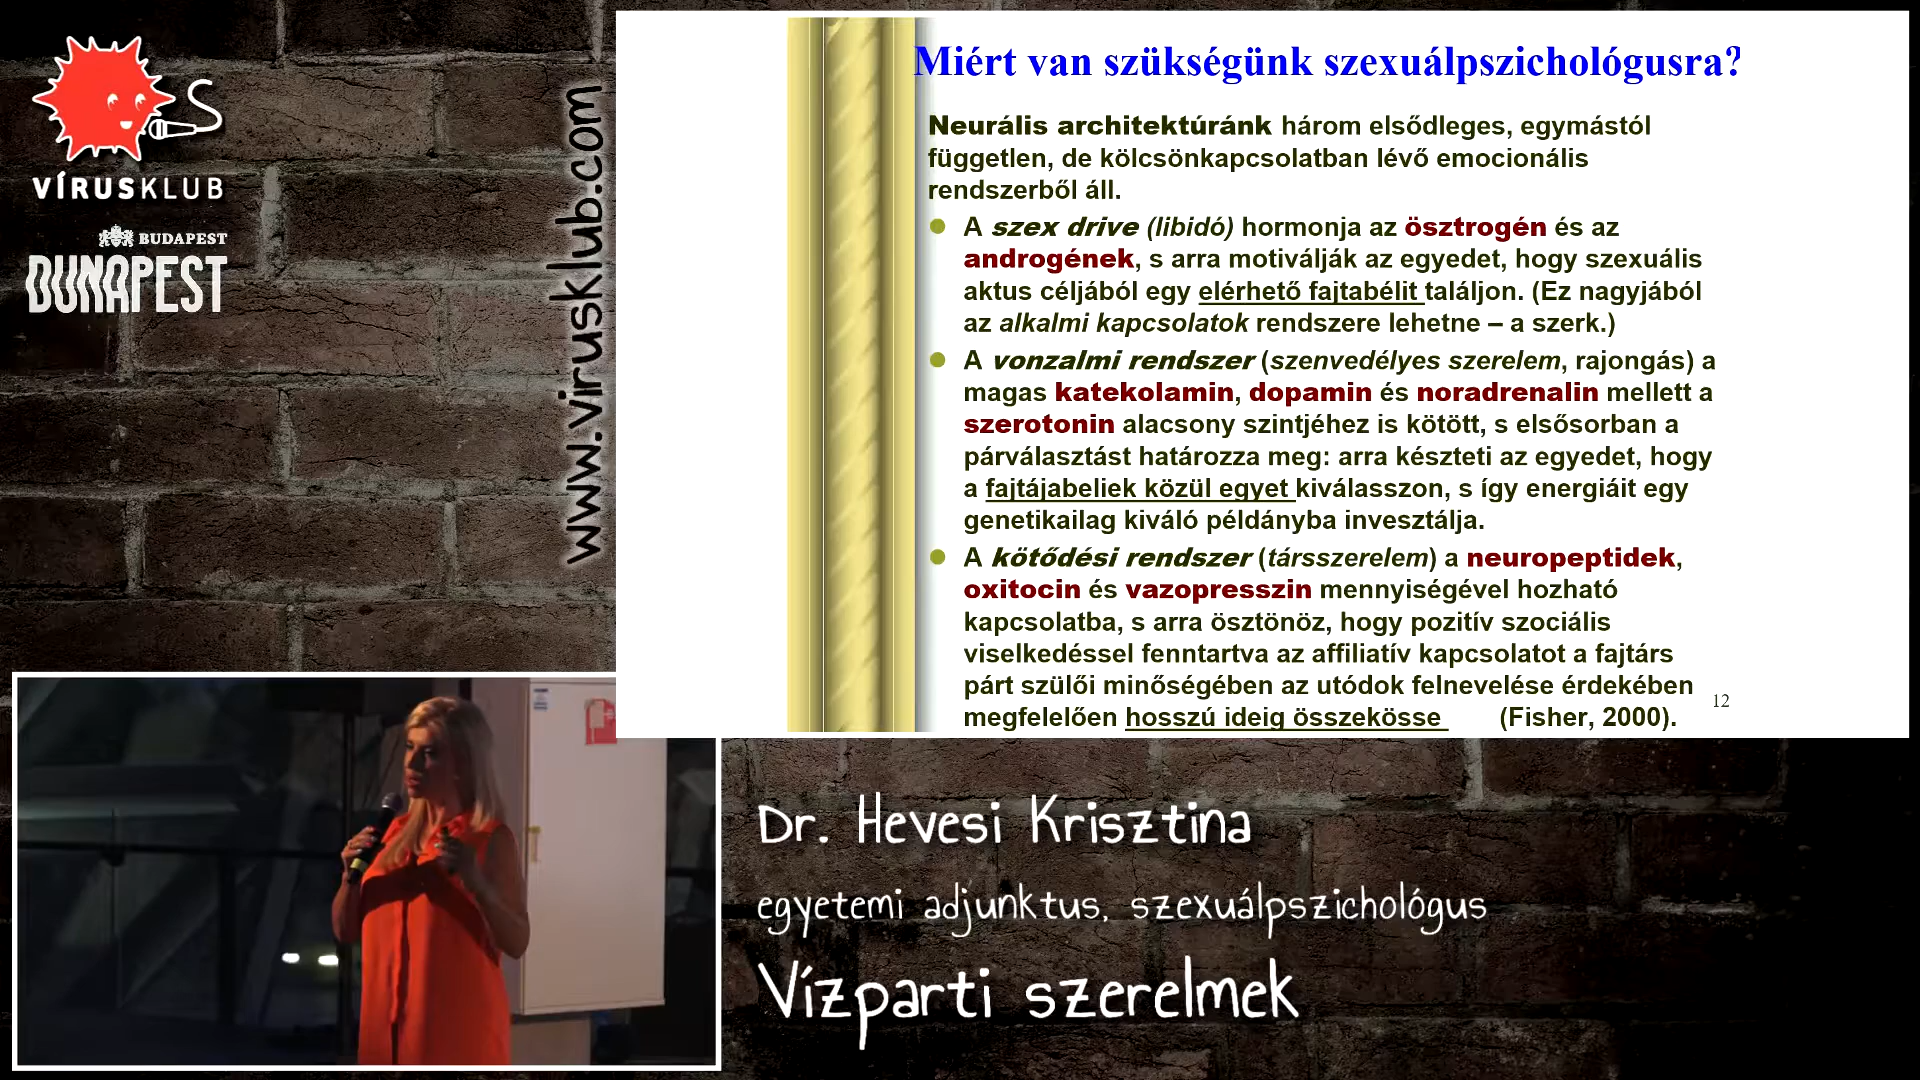 VÍRUSKLUB
BUDAPEST
DUNAPEST
www.virusklub.com
Miért van szükségünk szexuálpszichológusra?
Neurális architektúránk három elsődleges, egymástól
független, de kölcsönkapcsolatban lévő emocionális
rendszerből áll.
A szex drive (libidó) hormonja az ösztrogén és az
androgének, s arra motiválják az egyedet, hogy szexuális
aktus céljából egy elérhető fajtabélit találjon. (Ez nagyjából
az alkalmi kapcsolatok rendszere lehetne – a szerk.)
A vonzalmi rendszer (szenvedélyes szerelem, rajongás) a
magas katekolamin, dopamin és noradrenalin mellett a
szerotonin alacsony szintjéhez is kötött, s elsősorban a
párválasztást határozza meg: arra készteti az egyedet, hogy
a fajtájabeliek közül egyet kiválasszon, s így energiáit egy
genetikailag kiváló példányba invesztálja.
A kötődési rendszer (társszerelem) a neuropeptidek,
oxitocin és vazopresszin mennyiségével hozható
kapcsolatba, s arra ösztönöz, hogy pozitív szociális
viselkedéssel fenntartva az affiliatív kapcsolatot a fajtárs
párt szülői minőségében az utódok felnevelése érdekében
megfelelően hosszú ideig összekösse (Fisher, 2000).
12
Dr. Hevesi Krisztina
egyetemi adjunktus, szexuálpszichológus
Vízparti szerelmek